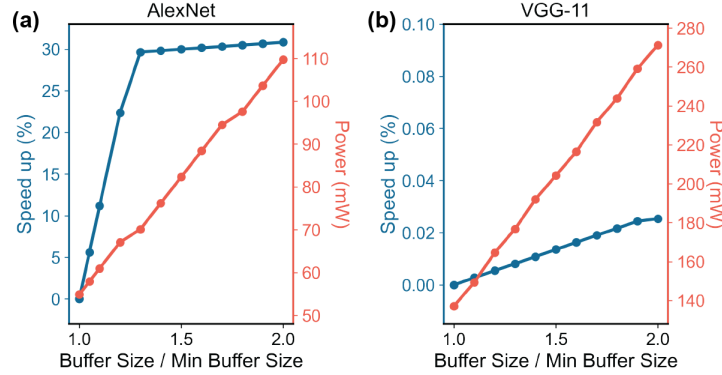 (a)
AlexNet
Speed up (%)
30
25
20
15
10
5
0
110
100
90
80
70
60
50
Power (mW)
1.0 1.5 2.0
Buffer Size / Min Buffer Size
(b)
VGG-11
Speed up (%)
0.10
0.08
0.06
0.04
0.02
0.00
280
260
240
220
200
180
160
140
Power (mW)
1.0 1.5 2.0
Buffer Size / Min Buffer Size